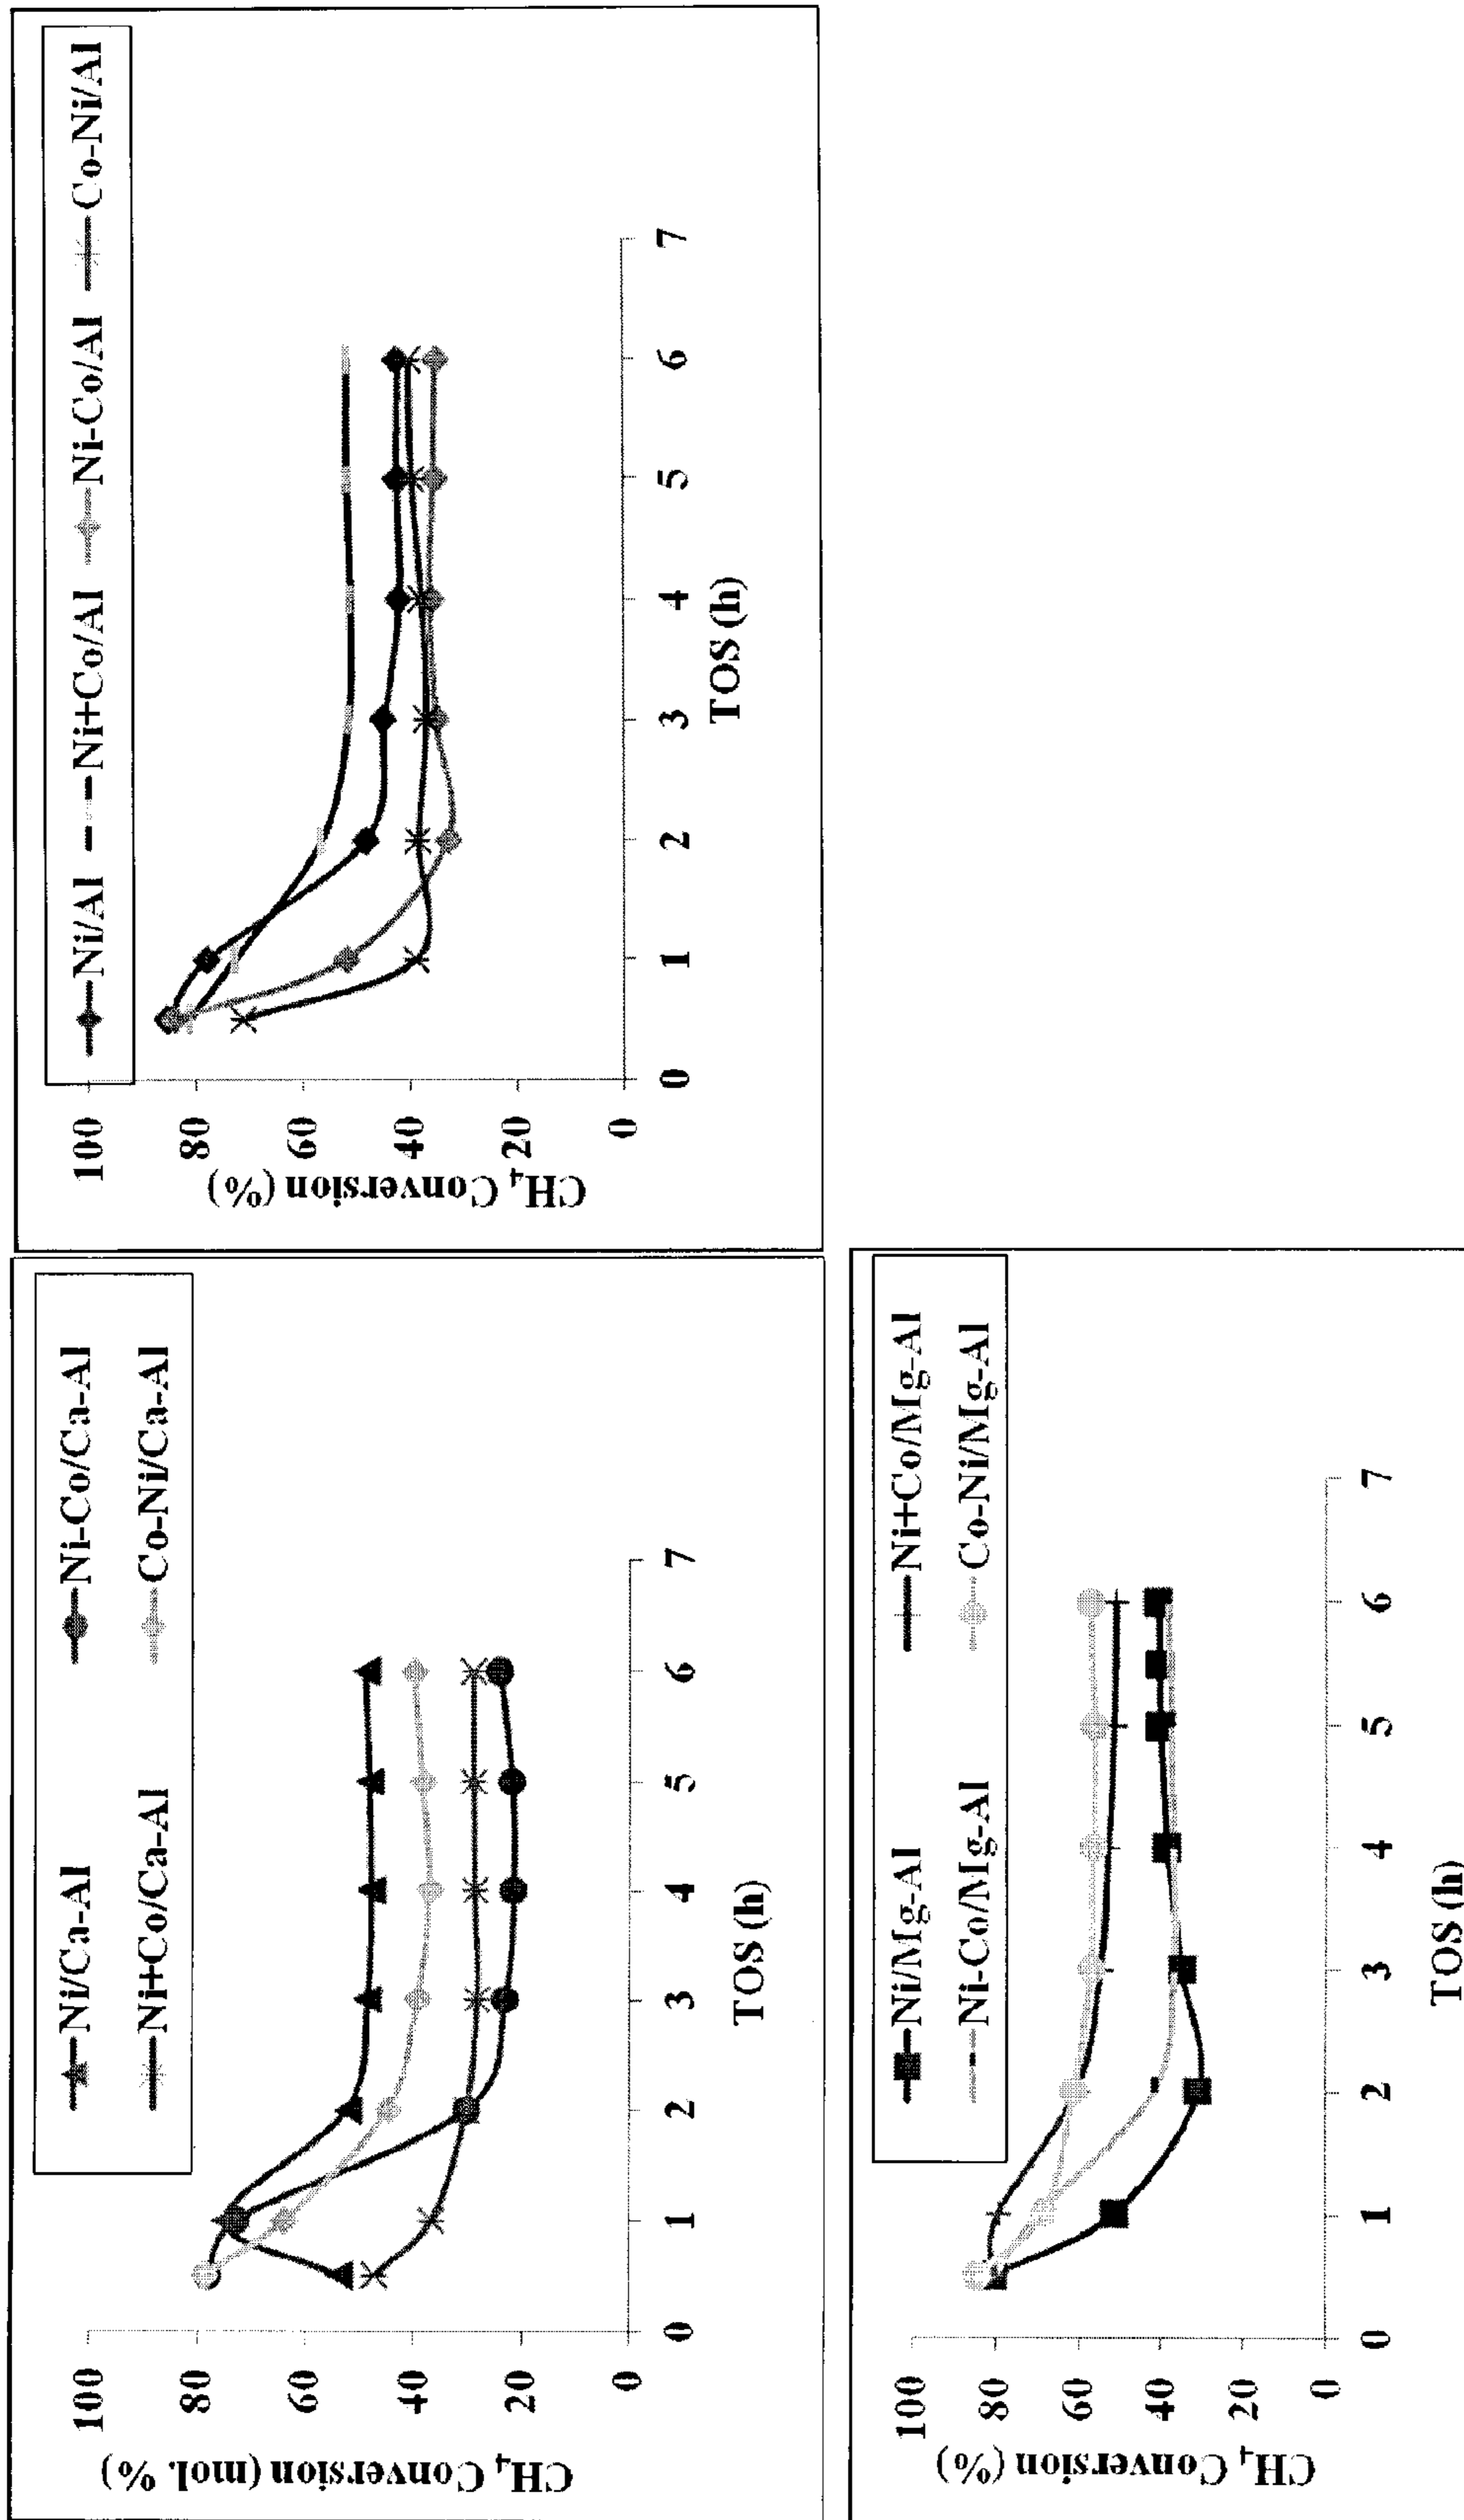 Ni/Ca-Al Ni-Co/Ca-Al
Ni+Co/Ca-Al Co-Ni/Ca-Al
CH4 Conversion (mol. %)
100
80
60
40
20
0
0 1 2 3 4 5 6 7
TOS (h)
Ni/Al Ni+Co/Al Ni-Co/Al Co-Ni/Al
CH4 Conversion (%)
100
80
60
40
20
0
0 1 2 3 4 5 6 7
TOS (h)
Ni/Mg-Al Ni+Co/Mg-Al
Ni-Co/Mg-Al Co-Ni/Mg-Al
CH4 Conversion (%)
100
80
60
40
20
0
0 1 2 3 4 5 6 7
TOS (h)